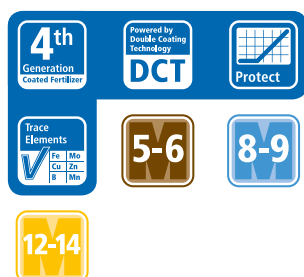 4th
Generation
Coated Fertilizer
Powered by
Double Coating
Technology
DCT
Protect
Trace
Elements
Fe Mo
Cu Zn
B Mn
5-6
8-9
12-14